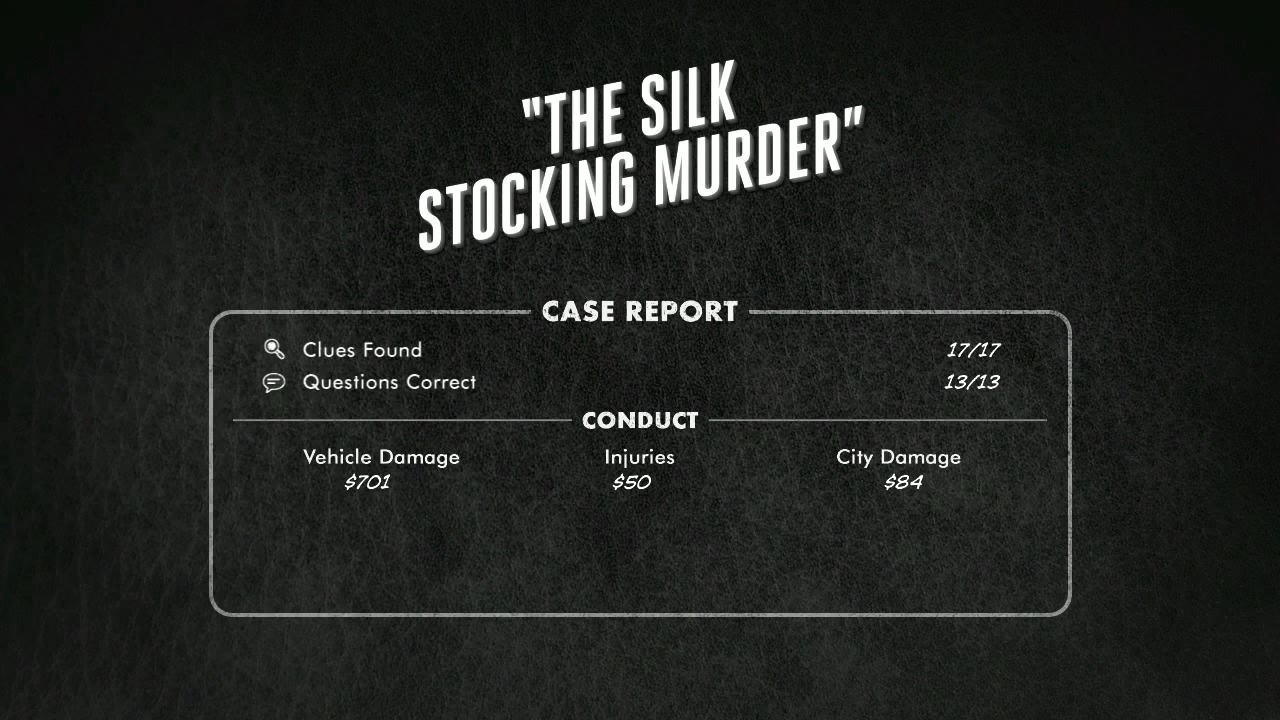 "THE SILK
STOCKING MURDER"
CASE REPORT
Clues Found 17/17
Questions Correct 13/13
CONDUCT
Vehicle Damage Injuries City Damage
$701 $50 $84